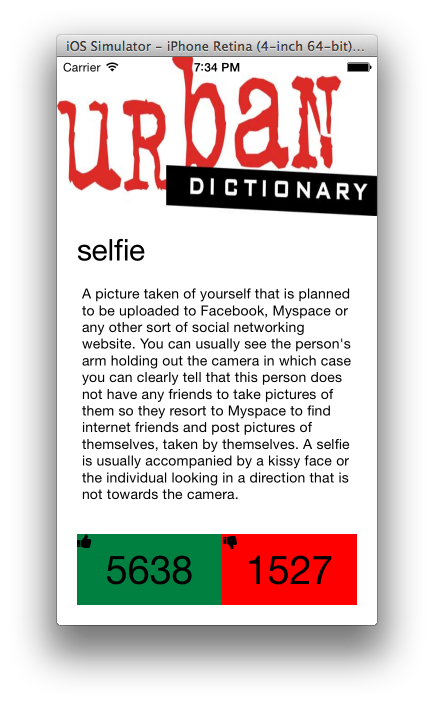 iOS Simulator – iPhone Retina (4-inch 64-bit)...
Carrier 7:34 PM
urban
DICTIONARY
selfie
A picture taken of yourself that is planned
to be uploaded to Facebook, Myspace or
any other sort of social networking
website. You can usually see the person's
arm holding out the camera in which case
you can clearly tell that this person does
not have any friends to take pictures of
them so they resort to Myspace to find
internet friends and post pictures of
themselves, taken by themselves. A selfie
is usually accompanied by a kissy face or
the individual looking in a direction that is
not towards the camera.
5638 1527